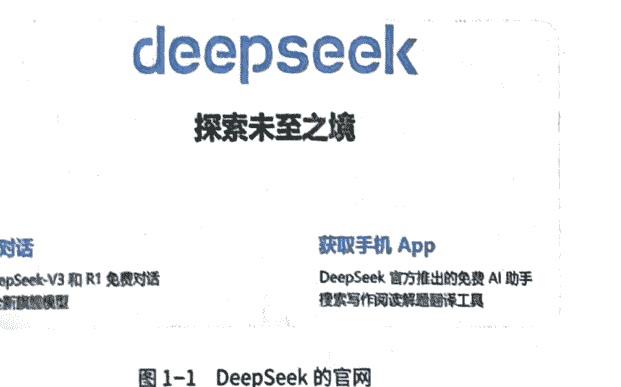 deepseek
探索未至之境
对话
epSeek-V3 和 R1 免费对话
全新旗舰模型
获取手机 App
DeepSeek 官方推出的免费 AI 助手
搜索写作阅读解题翻译工具
图 1-1 DeepSeek 的官网